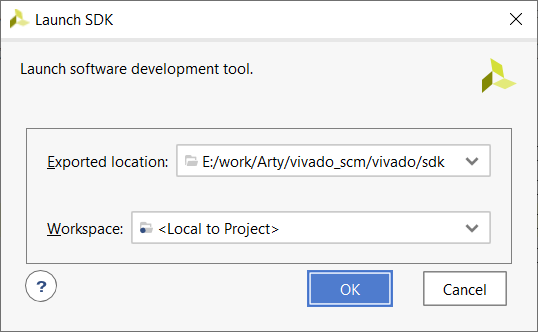 Launch SDK
Launch software development tool.
Exported location: E:/work/Arty/vivado_scm/vivado/sdk
Workspace: <Local to Project>
? OK Cancel